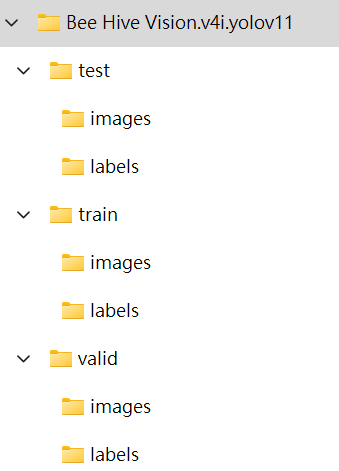 Bee Hive Vision.v4i.yolov11
test
images
labels
train
images
labels
valid
images
labels